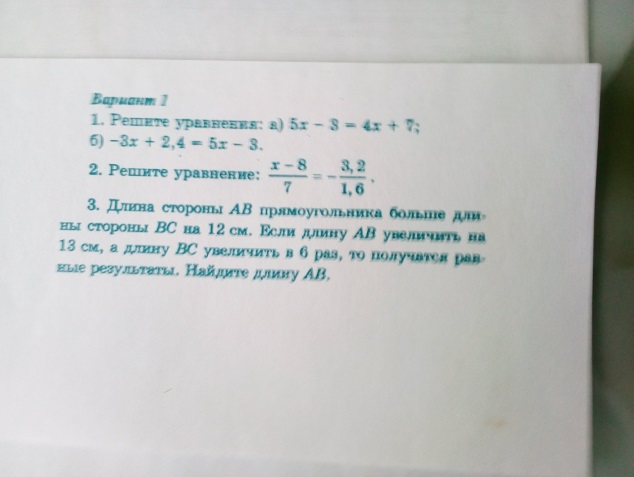 Вариант 1
1. Решите уравнения: а) 5x − 3 = 4x + 7;
б) −3x + 2,4 = 5x − 3.
2. Решите уравнение: (x − 8)/7 = −3,2/1,6.
3. Длина стороны AB прямоугольника больше дли-
ны стороны BC на 12 см. Если длину AB увеличить на
13 см, а длину BC увеличить в 6 раз, то получатся рав-
ные результаты. Найдите длину AB.